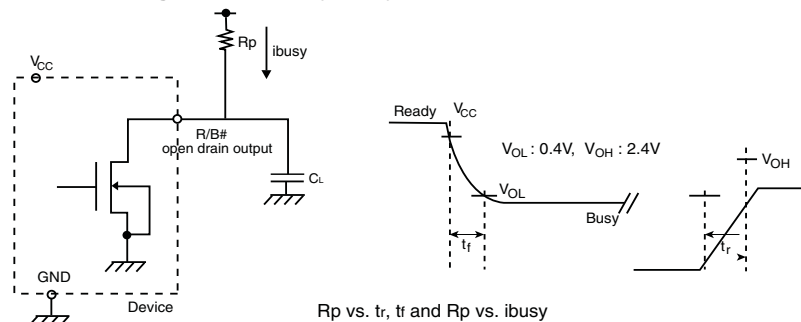 Rp
ibusy
VCC
R/B#
open drain output
CL
GND
Device
Ready
VCC
VOL : 0.4V, VOH : 2.4V
VOH
VOL
Busy
tf
tr
Rp vs. tr, tf and Rp vs. ibusy